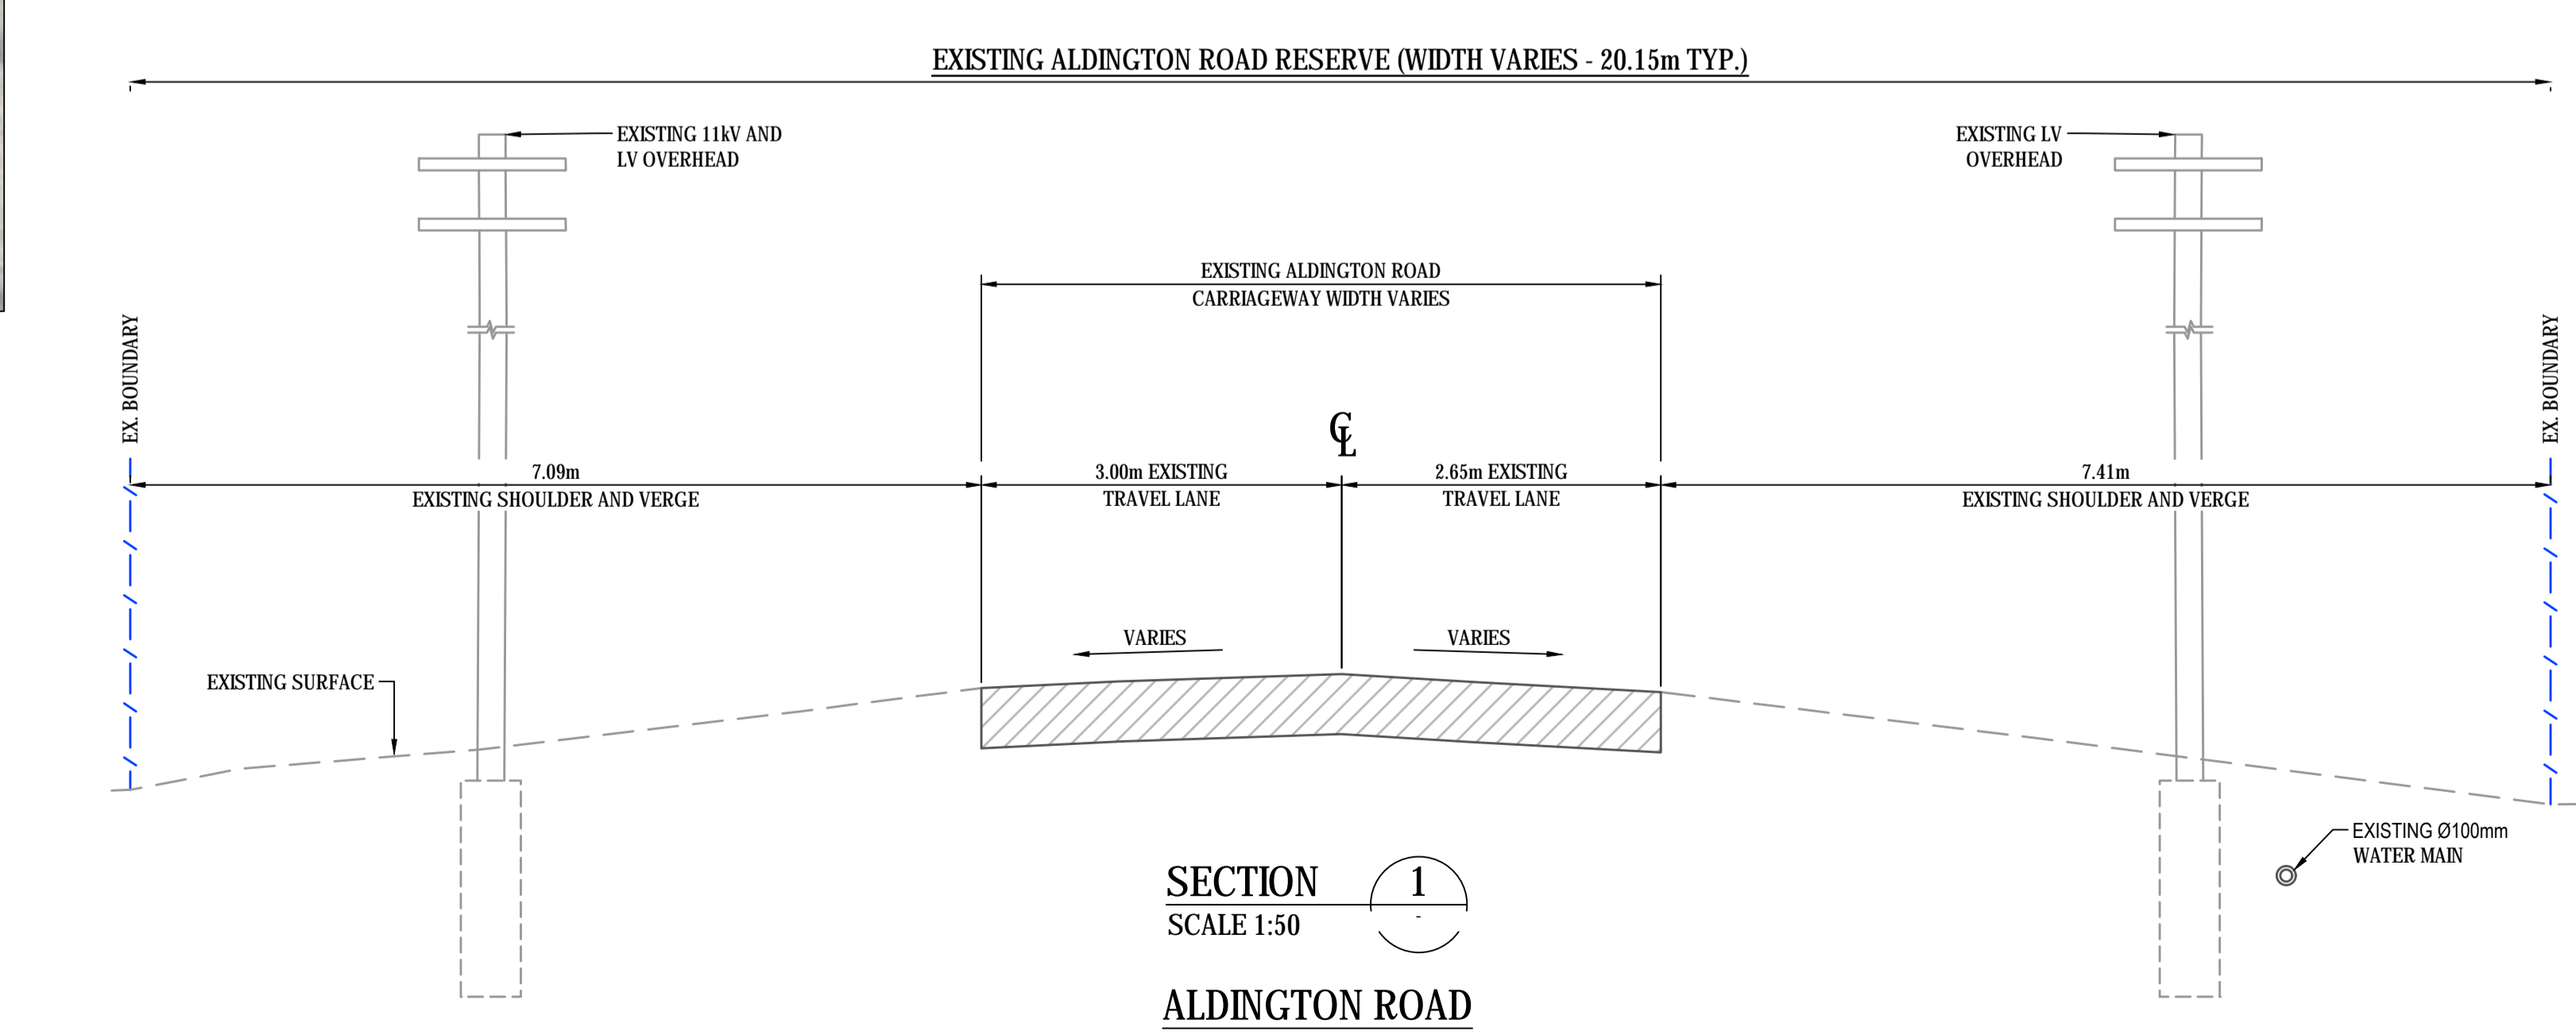 EXISTING ALDINGTON ROAD RESERVE (WIDTH VARIES - 20.15m TYP.)
EXISTING 11kV AND
LV OVERHEAD
EXISTING LV
OVERHEAD
EXISTING ALDINGTON ROAD
CARRIAGEWAY WIDTH VARIES
EX. BOUNDARY
EX. BOUNDARY
℄
7.09m
EXISTING SHOULDER AND VERGE
3.00m EXISTING
TRAVEL LANE
2.65m EXISTING
TRAVEL LANE
7.41m
EXISTING SHOULDER AND VERGE
VARIES
VARIES
EXISTING SURFACE
EXISTING Ø100mm
WATER MAIN
SECTION
1
-
SCALE 1:50
ALDINGTON ROAD